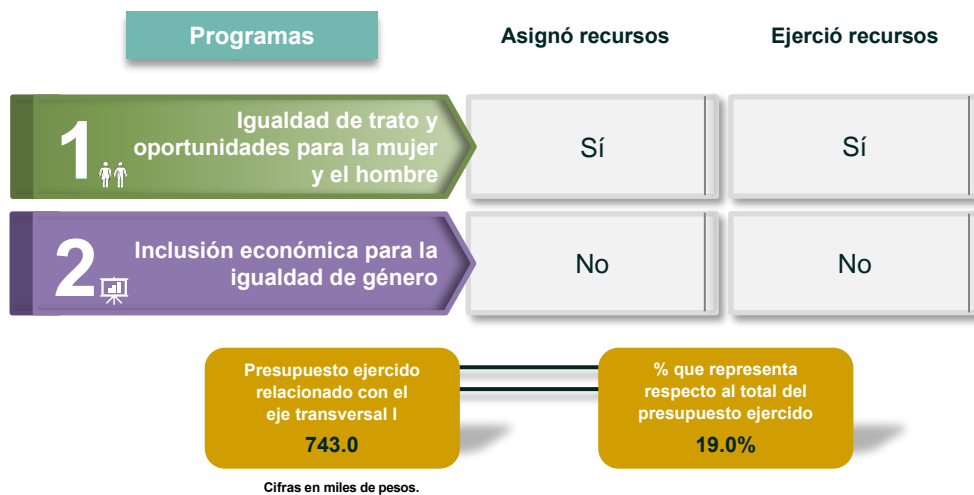 Programas
Asignó recursos
Ejerció recursos
1
Igualdad de trato y
oportunidades para la mujer
y el hombre
Sí
Sí
2
Inclusión económica para la
igualdad de género
No
No
Presupuesto ejercido
relacionado con el
eje transversal I
743.0
% que representa
respecto al total del
presupuesto ejercido
19.0%
Cifras en miles de pesos.